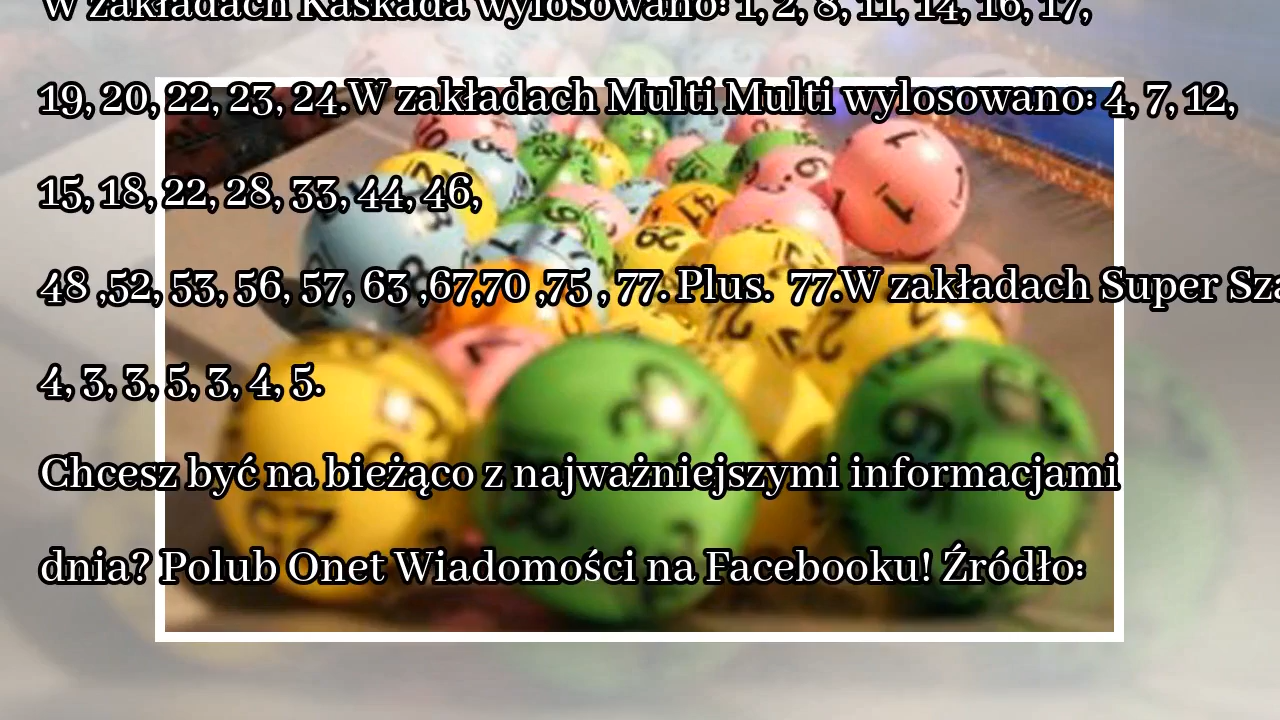 W zakładach Kaskada wylosowano: 1, 2, 8, 11, 14, 16, 17,
19, 20, 22, 23, 24.W zakładach Multi Multi wylosowano: 4, 7, 12,
15, 18, 22, 28, 33, 44, 46,
48 ,52, 53, 56, 57, 63 ,67,70 ,75 , 77. Plus. 77.W zakładach Super
4, 3, 3, 5, 3, 4, 5.
Chcesz być na bieżąco z najważniejszymi informacjami
dnia? Polub Onet Wiadomości na Facebooku! Źródło: